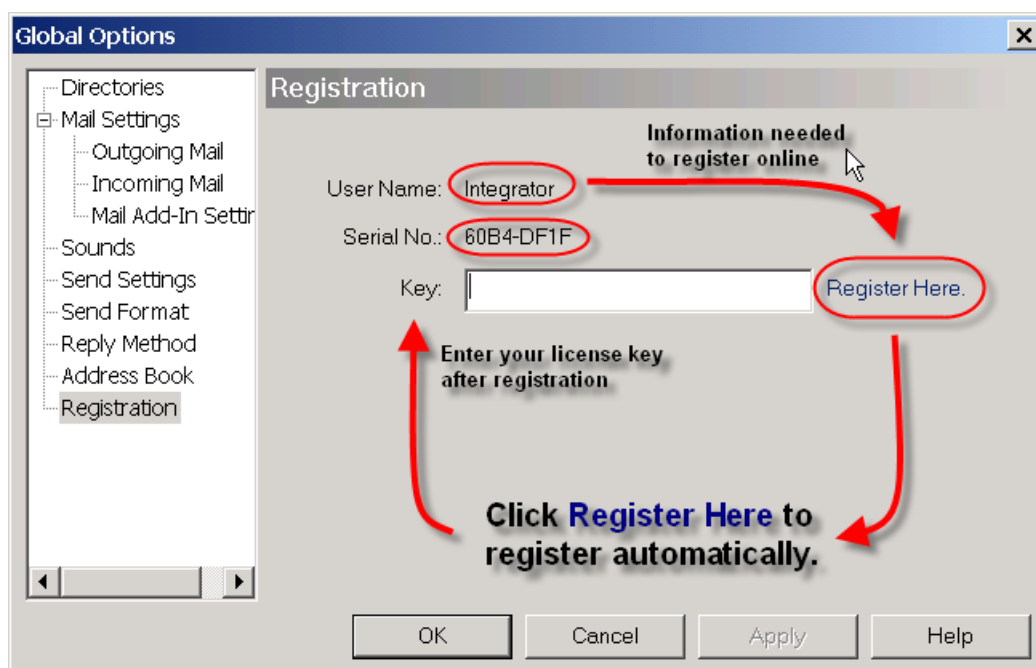 Global Options
Directories
Mail Settings
Outgoing Mail
Incoming Mail
Mail Add-In Settin
Sounds
Send Settings
Send Format
Reply Method
Address Book
Registration
Registration
Information needed
to register online
User Name: Integrator
Serial No.: 60B4-DF1F
Key:
Register Here.
Enter your license key
after registration
Click Register Here to
register automatically.
OK
Cancel
Apply
Help